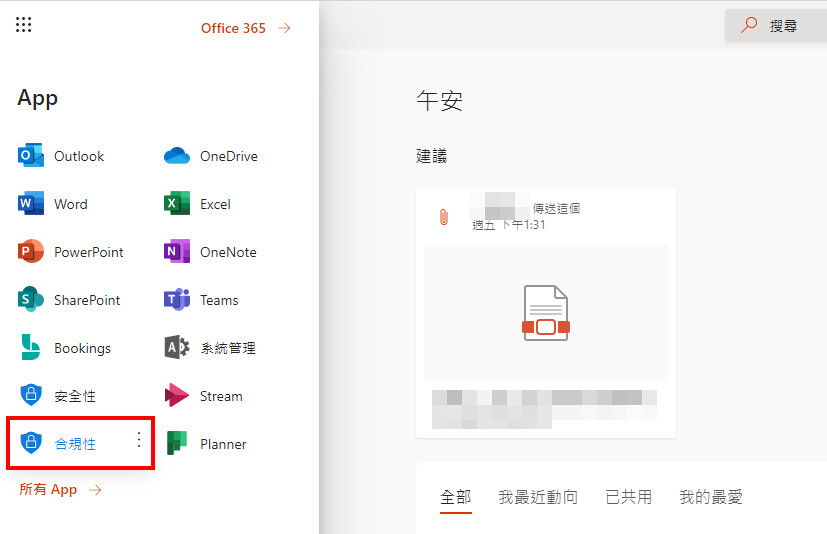 Office 365
搜尋
App
午安
Outlook
OneDrive
建議
Word
Excel
傳送這個
週五 下午1:31
PowerPoint
OneNote
SharePoint
Teams
Bookings
系統管理
安全性
Stream
合規性
Planner
所有 App
全部
我最近動向
已共用
我的最愛